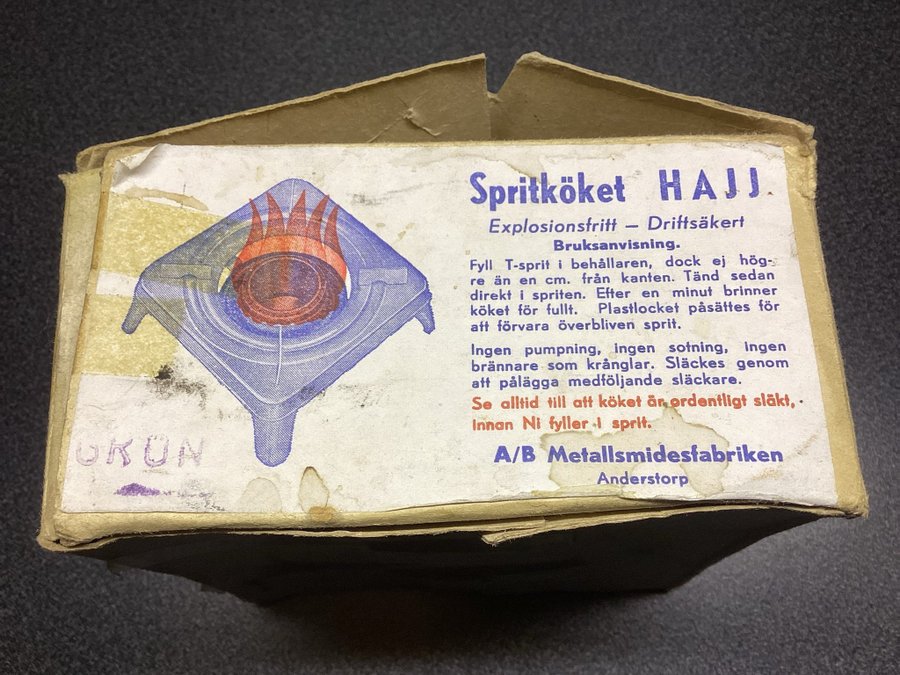 Spritköket HAJJ
Explosionsfritt – Driftsäkert
Bruksanvisning.
Fyll T-sprit i behållaren, dock ej hög-
re än en cm. från kanten. Tänd sedan
direkt i spriten. Efter en minut brinner
köket för fullt. Plastlocket påsättes för
att förvara överbliven sprit.
Ingen pumpning, ingen sotning, ingen
brännare som krånglar. Släckes genom
att pålägga medföljande släckare.
Se alltid till att köket är ordentligt släkt,
innan Ni fyller i sprit.
A/B Metallsmidesfabriken
Anderstorp
GRÖN